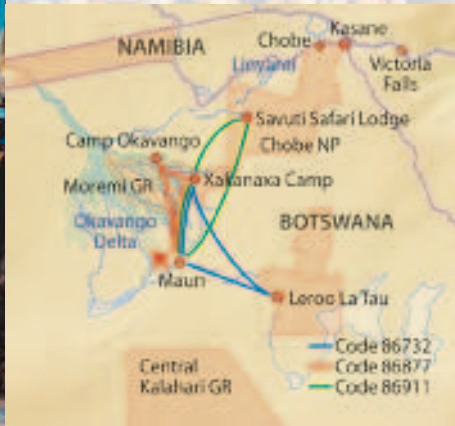 NAMIBIA
Chobe
Kasane
Linyanti
Victoria
Falls
Savuti Safari Lodge
Camp Okavango
Chobe NP
Moremi GR
Xakanaxa Camp
Okavango
Delta
BOTSWANA
Maun
Leroo La Tau
Code 86732
Central
Kalahari GR
Code 86877
Code 86911